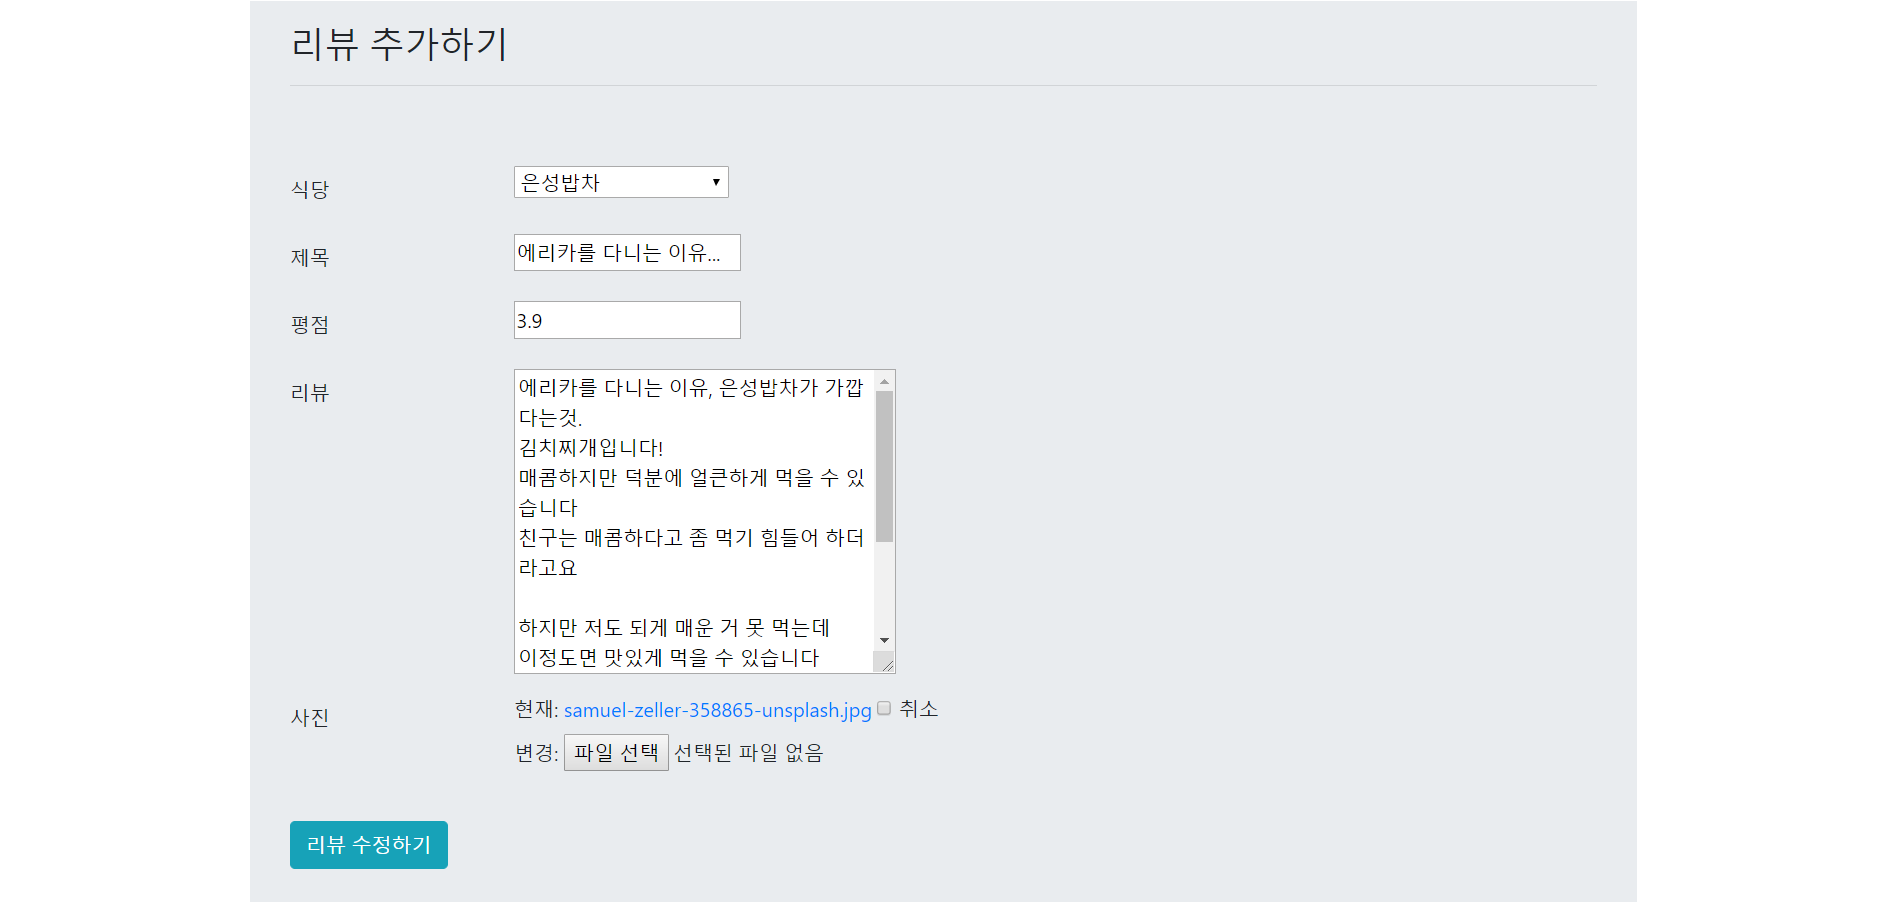 리뷰 추가하기
식당 은성밥차
제목 에리카를 다니는 이유...
평점 3.9
리뷰 에리카를 다니는 이유, 은성밥차가 가깝
다는것.
김치찌개입니다!
매콤하지만 덕분에 얼큰하게 먹을 수 있
습니다
친구는 매콤하다고 좀 먹기 힘들어 하더
라고요
하지만 저도 되게 매운 거 못 먹는데
이정도면 맛있게 먹을 수 있습니다
사진 현재: samuel-zeller-358865-unsplash.jpg 취소
변경: 파일 선택 선택된 파일 없음
리뷰 수정하기